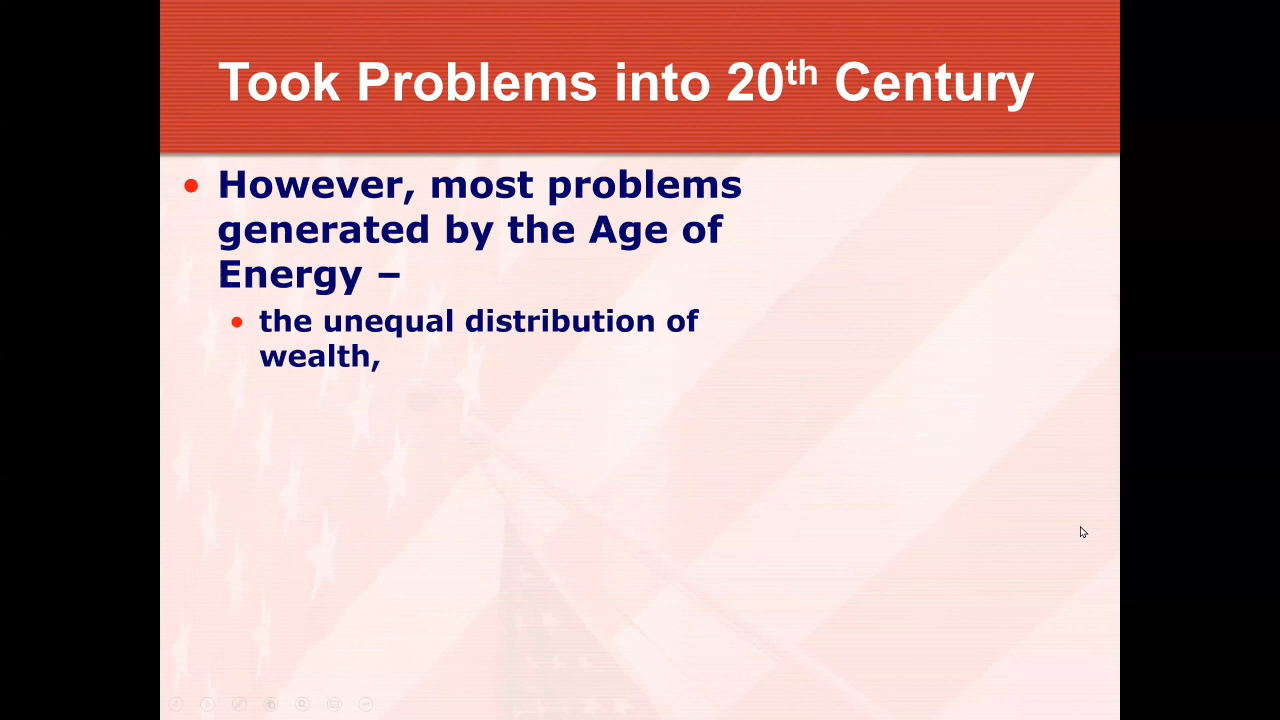 Took Problems into 20th Century
• However, most problems
generated by the Age of
Energy –
• the unequal distribution of
wealth,